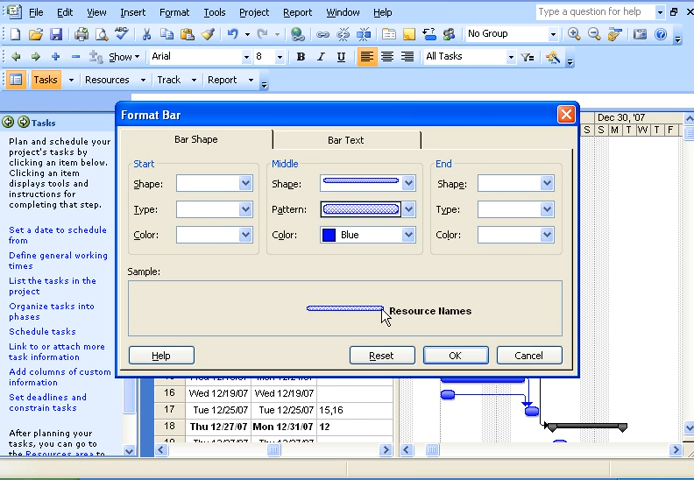 File Edit View Insert Format Tools Project Report Collaborate Window Help Type a question for help
No Group
Show Arial 8 B I U All Tasks
Tasks Resources Track Report
Tasks
Plan and schedule your
project's tasks by
clicking an item below.
Clicking an item
displays tools and
instructions for
completing that step.
Set a date to schedule
from
Define general working
times
List the tasks in the
project
Organize tasks into
phases
Schedule tasks
Link to or attach more
task information
Add columns of custom
information
Set deadlines and
constrain tasks
After planning your
tasks, you can go to
the Resources area to
Format Bar
Bar Shape Bar Text
Start Middle End
Shape: Shape: Shape:
Type: Pattern: Type:
Color: Color: Blue Color:
Sample:
Resource Names
Help Reset OK Cancel
Dec 30, '07
S S M T W T F
16 Wed 12/19/07 Wed 12/19/07
17 Tue 12/25/07 Tue 12/25/07 15,16
18 Thu 12/27/07 Mon 12/31/07 12